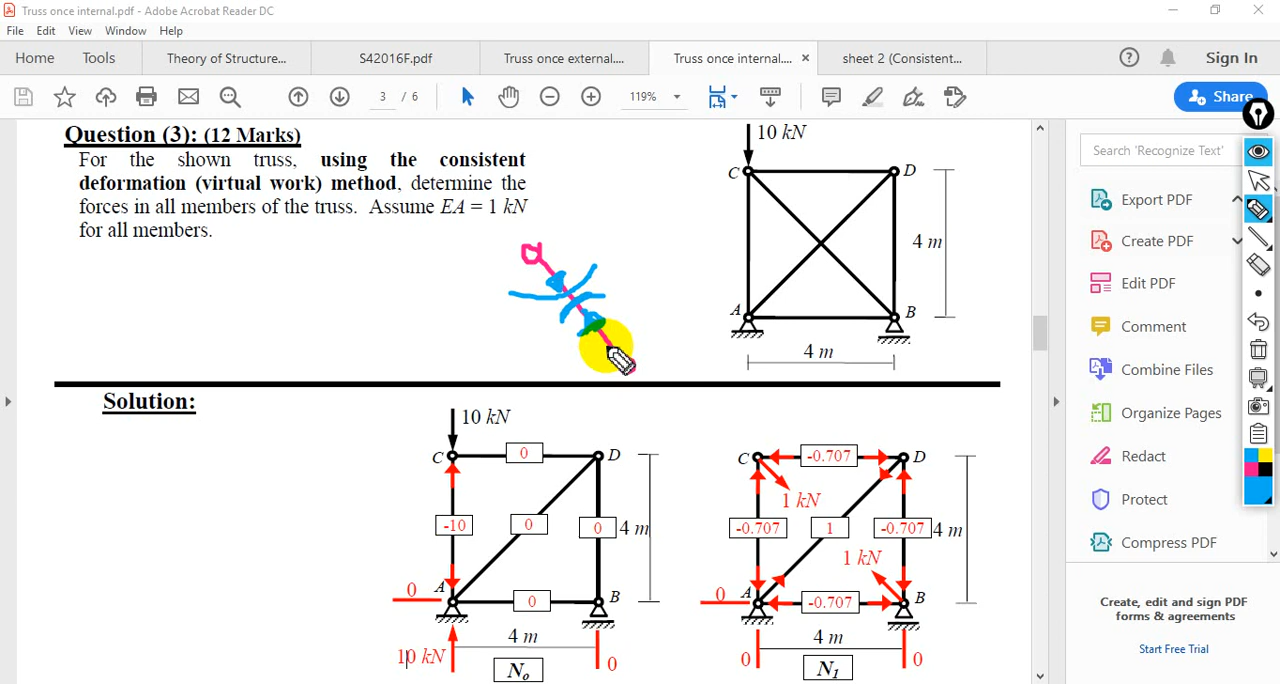 Truss once internal.pdf - Adobe Acrobat Reader DC
File Edit View Window Help
Home Tools Theory of Structure... S42016F.pdf Truss once external.... Truss once internal.... × sheet 2 (Consistent... Sign In
3 / 6 119% Share
Question (3): (12 Marks)
For the shown truss, using the consistent
deformation (virtual work) method, determine the
forces in all members of the truss. Assume EA = 1 kN
for all members.
10 kN
C D
4 m
A B
4 m
Solution:
10 kN
C 0 D
-10 0 0 4 m
0 A 0 B
4 m
10 kN 0
No
C -0.707 D
1 kN
-0.707 1 -0.707 4 m
1 kN
0 A -0.707 B
4 m
0 0
N1
Search 'Recognize Text'
Export PDF
Create PDF
Edit PDF
Comment
Combine Files
Organize Pages
Redact
Protect
Compress PDF
Create, edit and sign PDF
forms & agreements
Start Free Trial